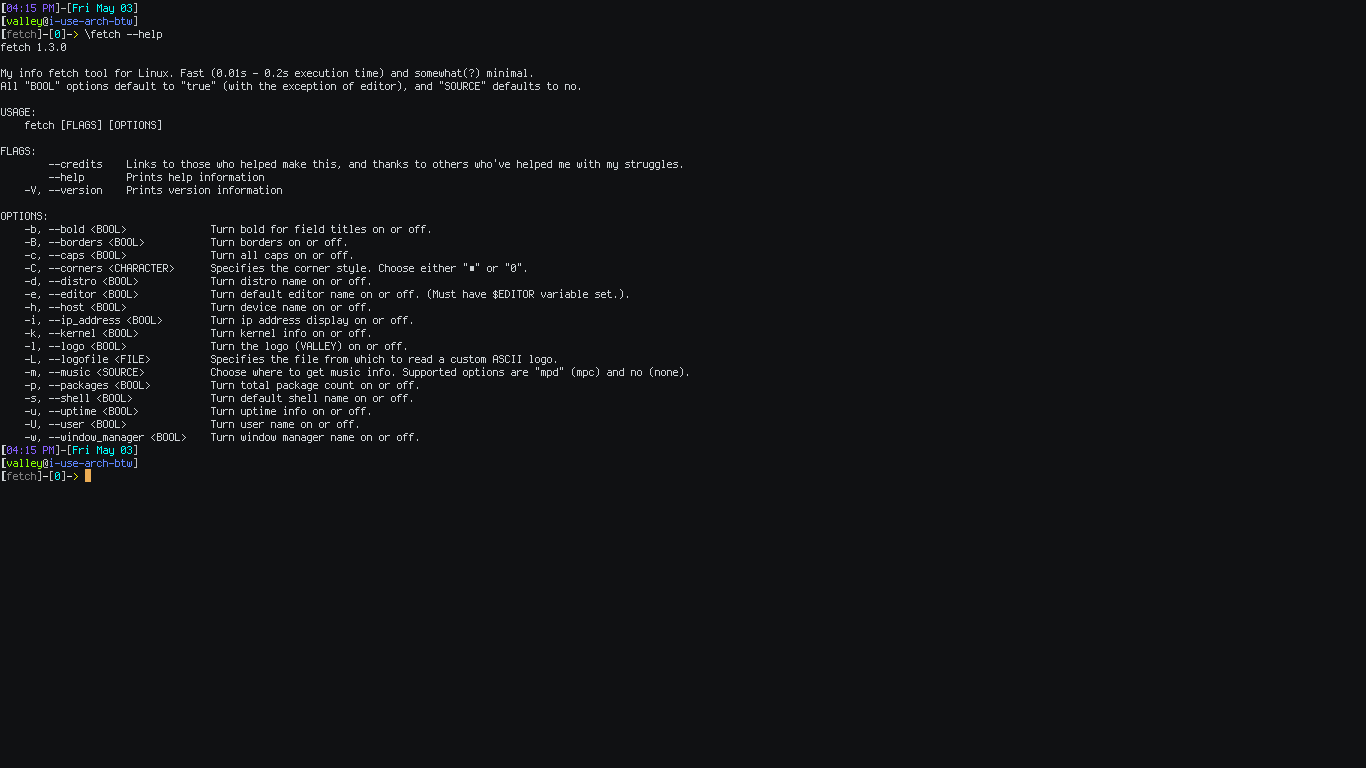 [04:15 PM]-[Fri May 03]
[valley@i-use-arch-btw]
[fetch]-[0]-> \fetch --help
fetch 1.3.0

My info fetch tool for Linux. Fast (0.01s - 0.2s execution time) and somewhat(?) minimal.
All "BOOL" options default to "true" (with the exception of editor), and "SOURCE" defaults to no.

USAGE:
    fetch [FLAGS] [OPTIONS]

FLAGS:
        --credits    Links to those who helped make this, and thanks to others who've helped me with my struggles.
        --help       Prints help information
    -V, --version    Prints version information

OPTIONS:
    -b, --bold <BOOL>              Turn bold for field titles on or off.
    -B, --borders <BOOL>           Turn borders on or off.
    -c, --caps <BOOL>              Turn all caps on or off.
    -C, --corners <CHARACTER>      Specifies the corner style. Choose either "■" or "0".
    -d, --distro <BOOL>            Turn distro name on or off.
    -e, --editor <BOOL>            Turn default editor name on or off. (Must have $EDITOR variable set.).
    -h, --host <BOOL>              Turn device name on or off.
    -i, --ip_address <BOOL>        Turn ip address display on or off.
    -k, --kernel <BOOL>            Turn kernel info on or off.
    -l, --logo <BOOL>              Turn the logo (VALLEY) on or off.
    -L, --logofile <FILE>          Specifies the file from which to read a custom ASCII logo.
    -m, --music <SOURCE>           Choose where to get music info. Supported options are "mpd" (mpc) and no (none).
    -p, --packages <BOOL>          Turn total package count on or off.
    -s, --shell <BOOL>             Turn default shell name on or off.
    -u, --uptime <BOOL>            Turn uptime info on or off.
    -U, --user <BOOL>              Turn user name on or off.
    -w, --window_manager <BOOL>    Turn window manager name on or off.
[04:15 PM]-[Fri May 03]
[valley@i-use-arch-btw]
[fetch]-[0]->